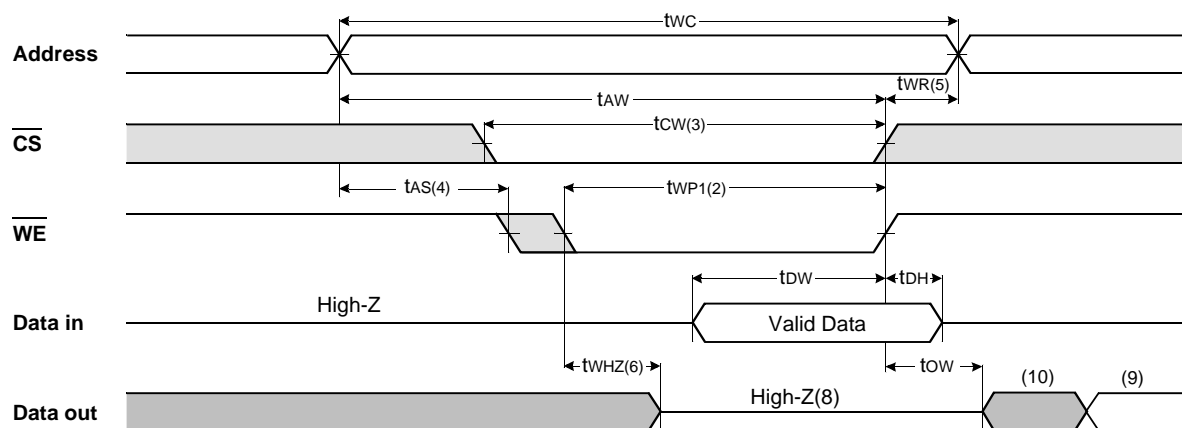 tWC
Address
tWR(5)
tAW
tCW(3)
CS
tAS(4)
tWP1(2)
WE
tDW
tDH
High-Z
Data in
Valid Data
tWHZ(6)
tOW
High-Z(8)
(10)
(9)
Data out